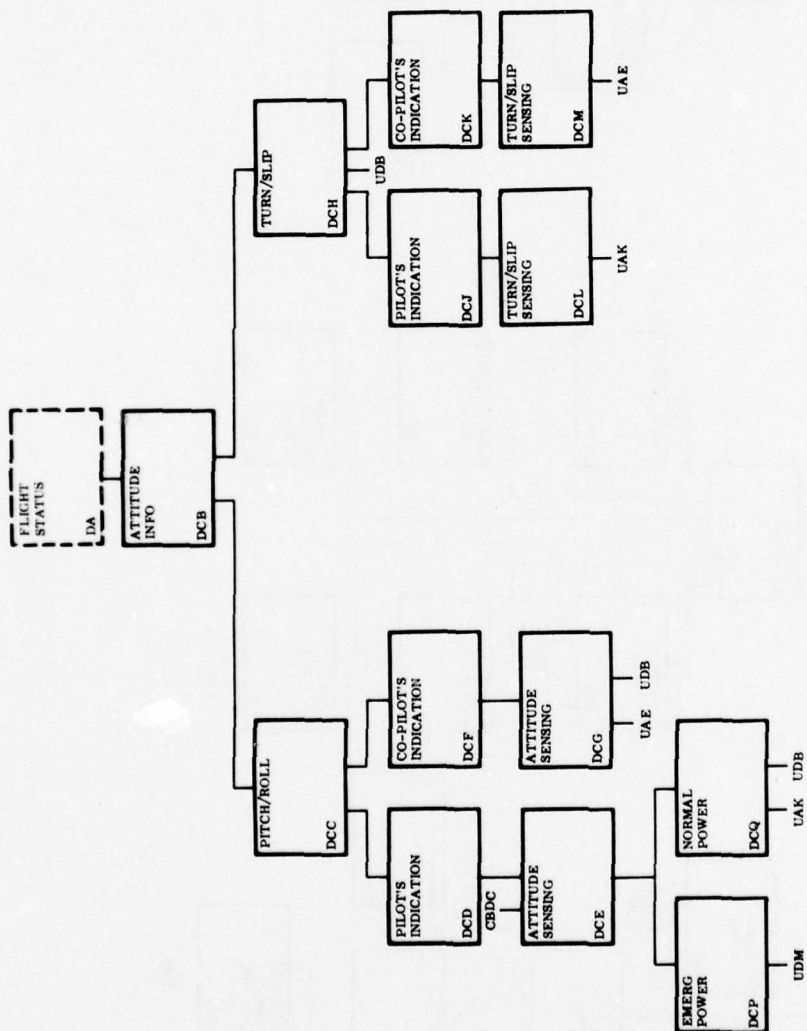 FLIGHT
STATUS
DA
ATTITUDE
INFO
DCB
PITCH/ROLL
DCC
TURN/SLIP
DCH
UDB
PILOT'S
INDICATION
DCD
CBDC
CO-PILOT'S
INDICATION
DCF
PILOT'S
INDICATION
DCJ
CO-PILOT'S
INDICATION
DCK
ATTITUDE
SENSING
DCE
ATTITUDE
SENSING
DCG
UAE
UDB
TURN/SLIP
SENSING
DCL
UAK
TURN/SLIP
SENSING
DCM
UAE
EMERG
POWER
DCP
UDM
NORMAL
POWER
DCQ
UAK
UDB